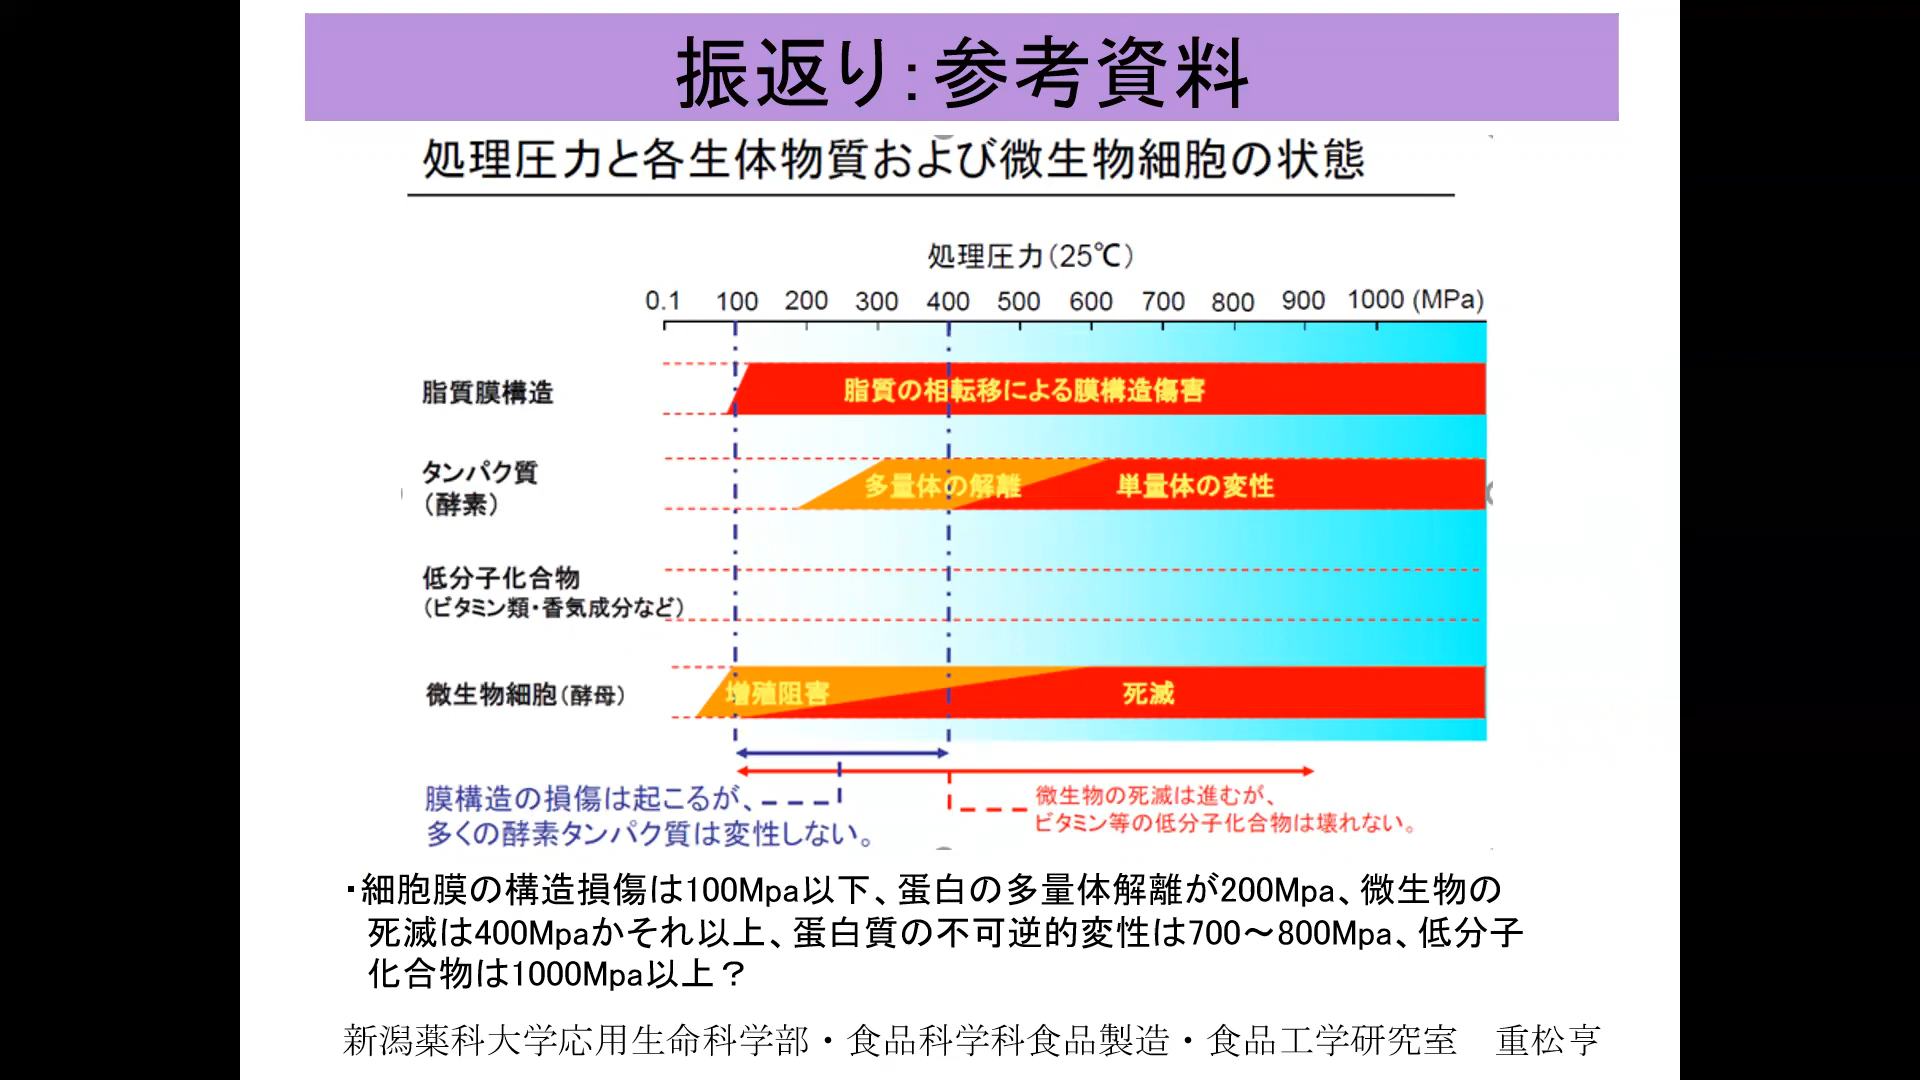 振返り：参考資料
処理圧力と各生体物質および微生物細胞の状態
処理圧力（25℃）
0.1 100 200 300 400 500 600 700 800 900 1000 (MPa)
脂質膜構造
脂質の相転移による膜構造傷害
タンパク質
（酵素）
多量体の解離
単量体の変性
低分子化合物
（ビタミン類・香気成分など）
微生物細胞（酵母）
増殖阻害
死滅
膜構造の損傷は起こるが、
多くの酵素タンパク質は変性しない。
微生物の死滅は進むが、
ビタミン等の低分子化合物は壊れない。
・細胞膜の構造損傷は100Mpa以下、蛋白の多量体解離が200Mpa、微生物の
死滅は400Mpaかそれ以上、蛋白質の不可逆的変性は700～800Mpa、低分子
化合物は1000Mpa以上？
新潟薬科大学応用生命科学部・食品科学科食品製造・食品工学研究室　重松亨